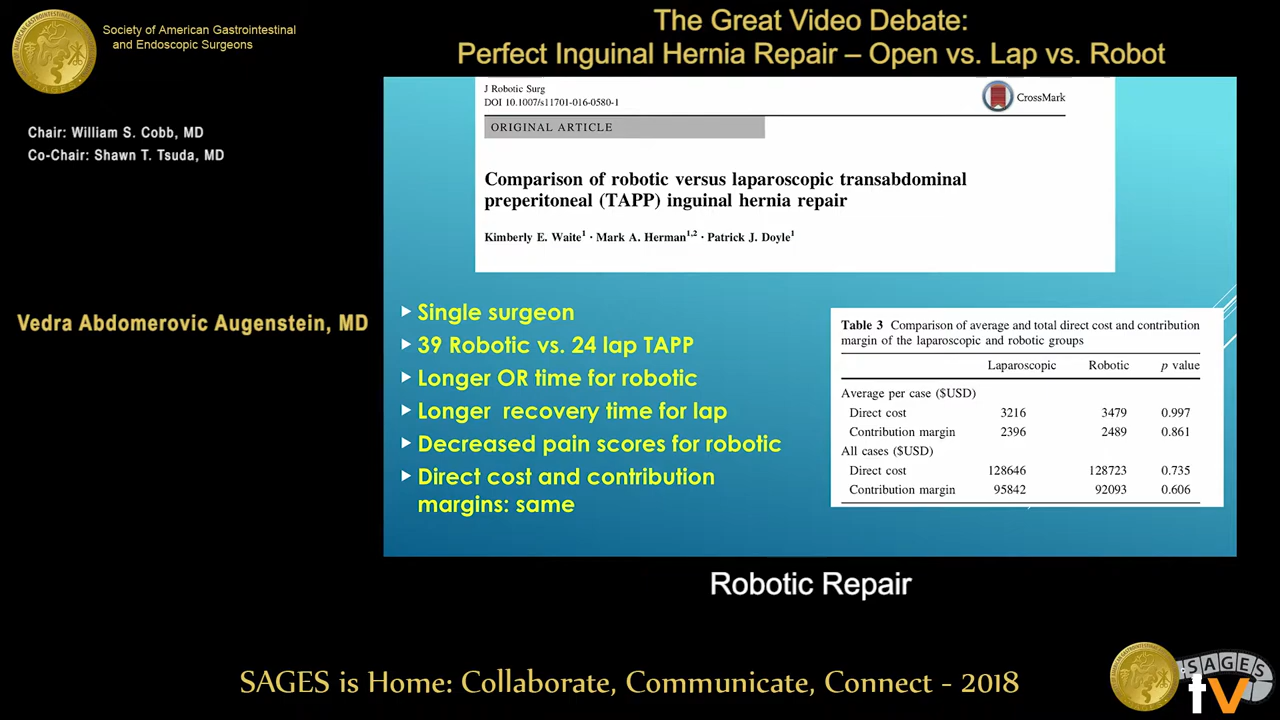 Society of American Gastrointestinal
and Endoscopic Surgeons
The Great Video Debate:
Perfect Inguinal Hernia Repair – Open vs. Lap vs. Robot
Chair: William S. Cobb, MD
Co-Chair: Shawn T. Tsuda, MD
Vedra Abdomerovic Augenstein, MD
J Robotic Surg
DOI 10.1007/s11701-016-0580-1
CrossMark
ORIGINAL ARTICLE
Comparison of robotic versus laparoscopic transabdominal
preperitoneal (TAPP) inguinal hernia repair
Kimberly E. Waite1 · Mark A. Herman1,2 · Patrick J. Doyle1
Single surgeon
39 Robotic vs. 24 lap TAPP
Longer OR time for robotic
Longer recovery time for lap
Decreased pain scores for robotic
Direct cost and contribution
margins: same
Table 3 Comparison of average and total direct cost and contribution
margin of the laparoscopic and robotic groups
Laparoscopic Robotic p value
Average per case ($USD)
Direct cost 3216 3479 0.997
Contribution margin 2396 2489 0.861
All cases ($USD)
Direct cost 128646 128723 0.735
Contribution margin 95842 92093 0.606
Robotic Repair
SAGES is Home: Collaborate, Communicate, Connect - 2018
SAGES
tv